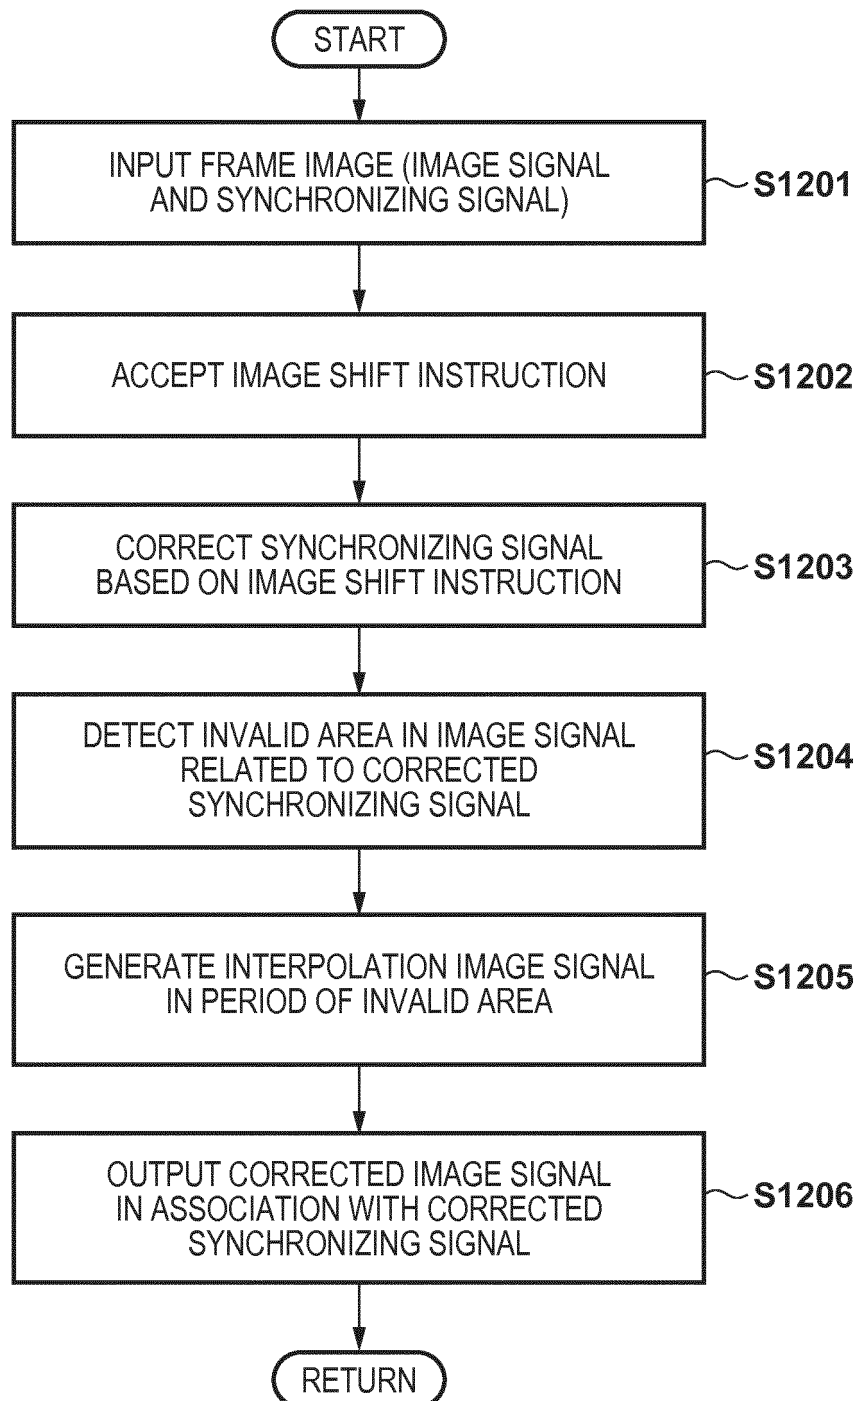 START
INPUT FRAME IMAGE (IMAGE SIGNAL
AND SYNCHRONIZING SIGNAL)
S1201
ACCEPT IMAGE SHIFT INSTRUCTION
S1202
CORRECT SYNCHRONIZING SIGNAL
BASED ON IMAGE SHIFT INSTRUCTION
S1203
DETECT INVALID AREA IN IMAGE SIGNAL
RELATED TO CORRECTED
SYNCHRONIZING SIGNAL
S1204
GENERATE INTERPOLATION IMAGE SIGNAL
IN PERIOD OF INVALID AREA
S1205
OUTPUT CORRECTED IMAGE SIGNAL
IN ASSOCIATION WITH CORRECTED
SYNCHRONIZING SIGNAL
S1206
RETURN